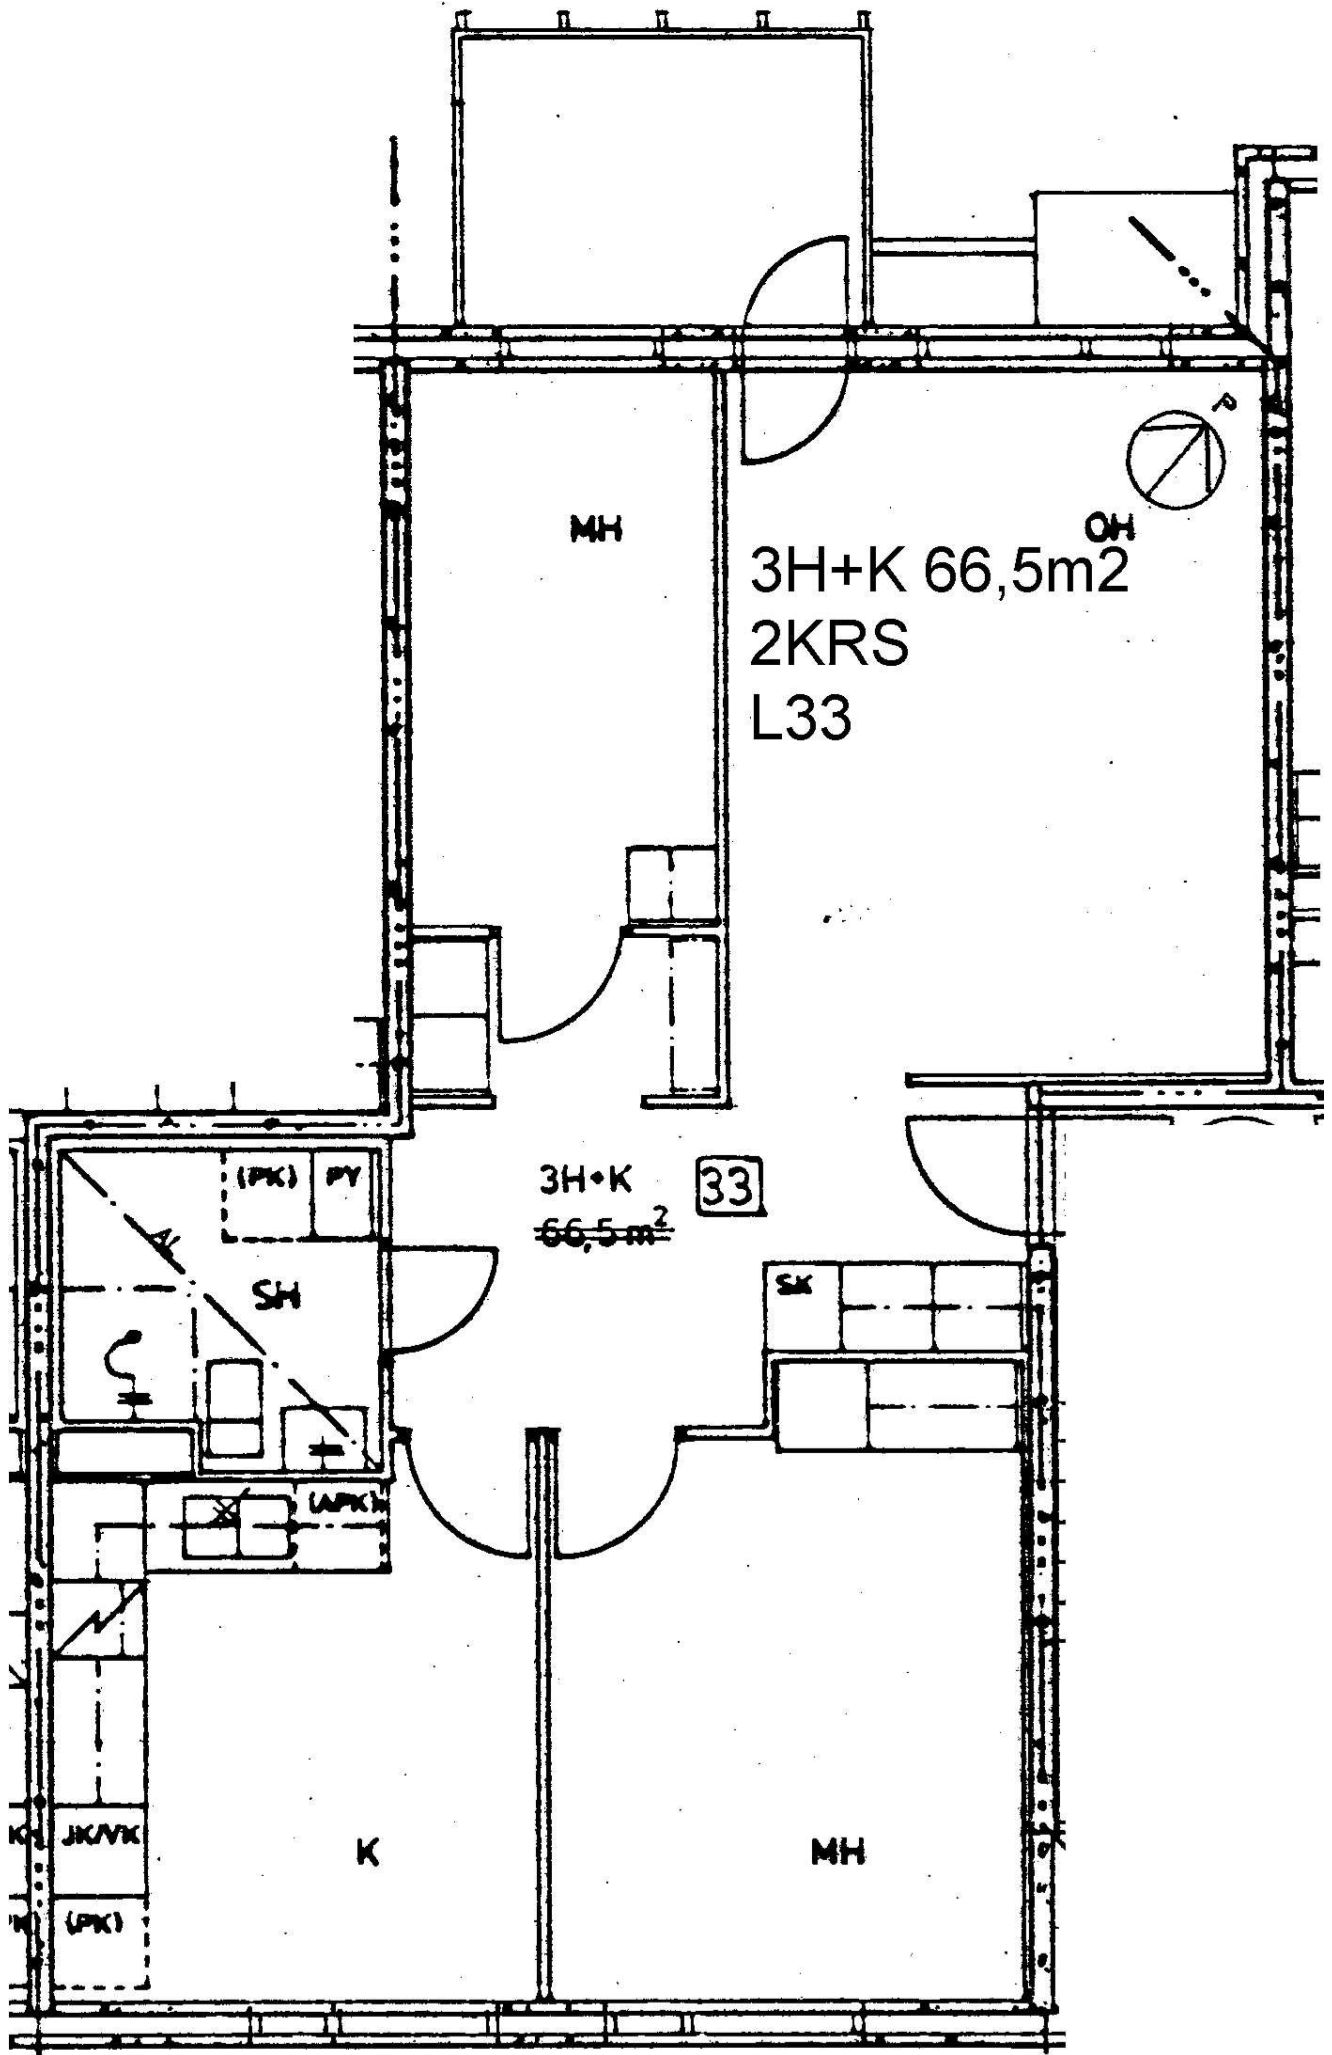 P
MH
OH
3H+K 66,5m2
2KRS
L33
(PK) PY
3H+K
33
66,5 m²
SH
SK
(APK)
JK/VK
K
MH
(PK)